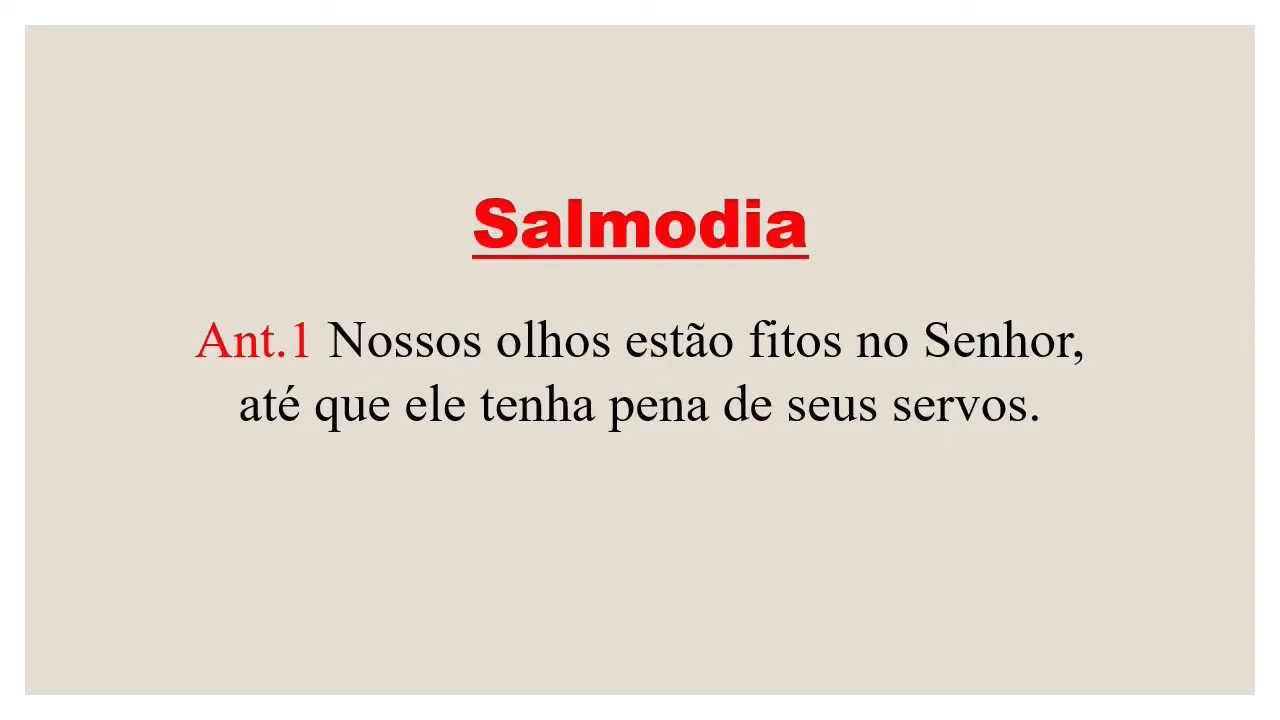 Salmodia
Ant.1 Nossos olhos estão fitos no Senhor,
até que ele tenha pena de seus servos.